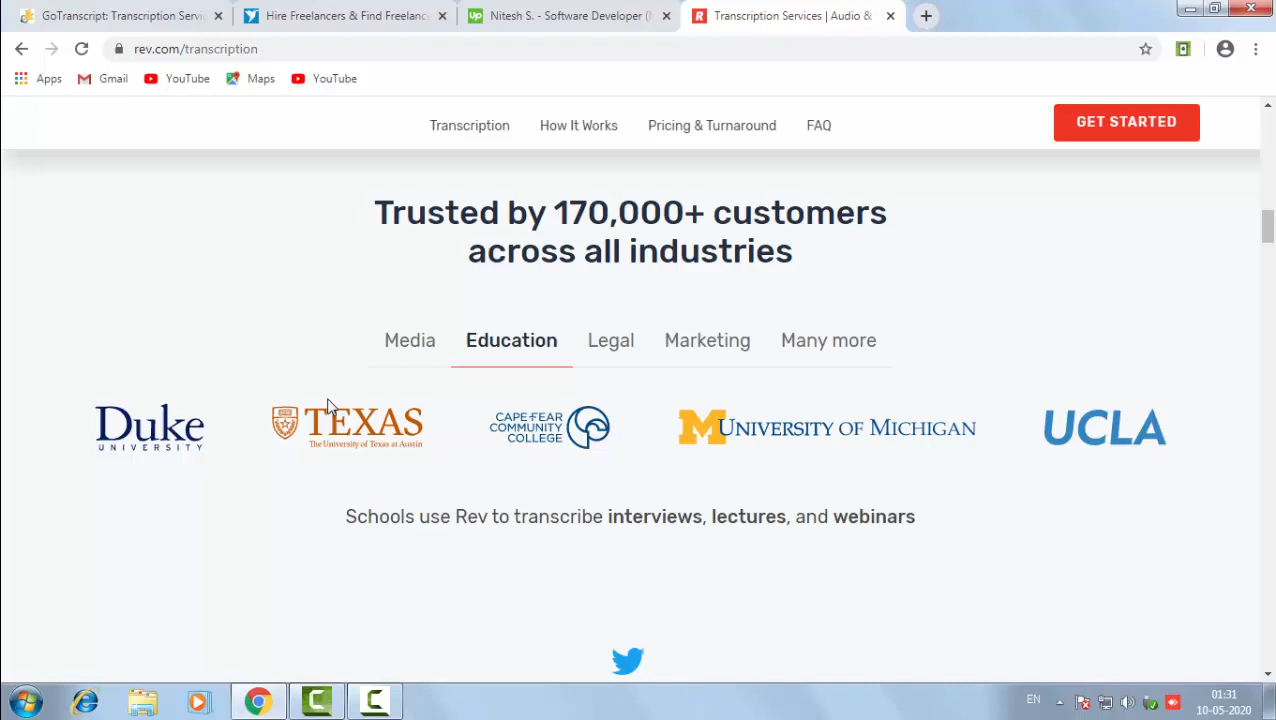 GoTranscript: Transcription Servi
Hire Freelancers & Find Freelanc
Up Nitesh S. - Software Developer (
R Transcription Services | Audio &
rev.com/transcription
Apps Gmail YouTube Maps YouTube
Transcription How It Works Pricing & Turnaround FAQ GET STARTED
Trusted by 170,000+ customers
across all industries
Media Education Legal Marketing Many more
Duke UNIVERSITY
TEXAS The University of Texas at Austin
CAPE FEAR COMMUNITY COLLEGE
M UNIVERSITY OF MICHIGAN
UCLA
Schools use Rev to transcribe interviews, lectures, and webinars
EN
01:31
10-05-2020